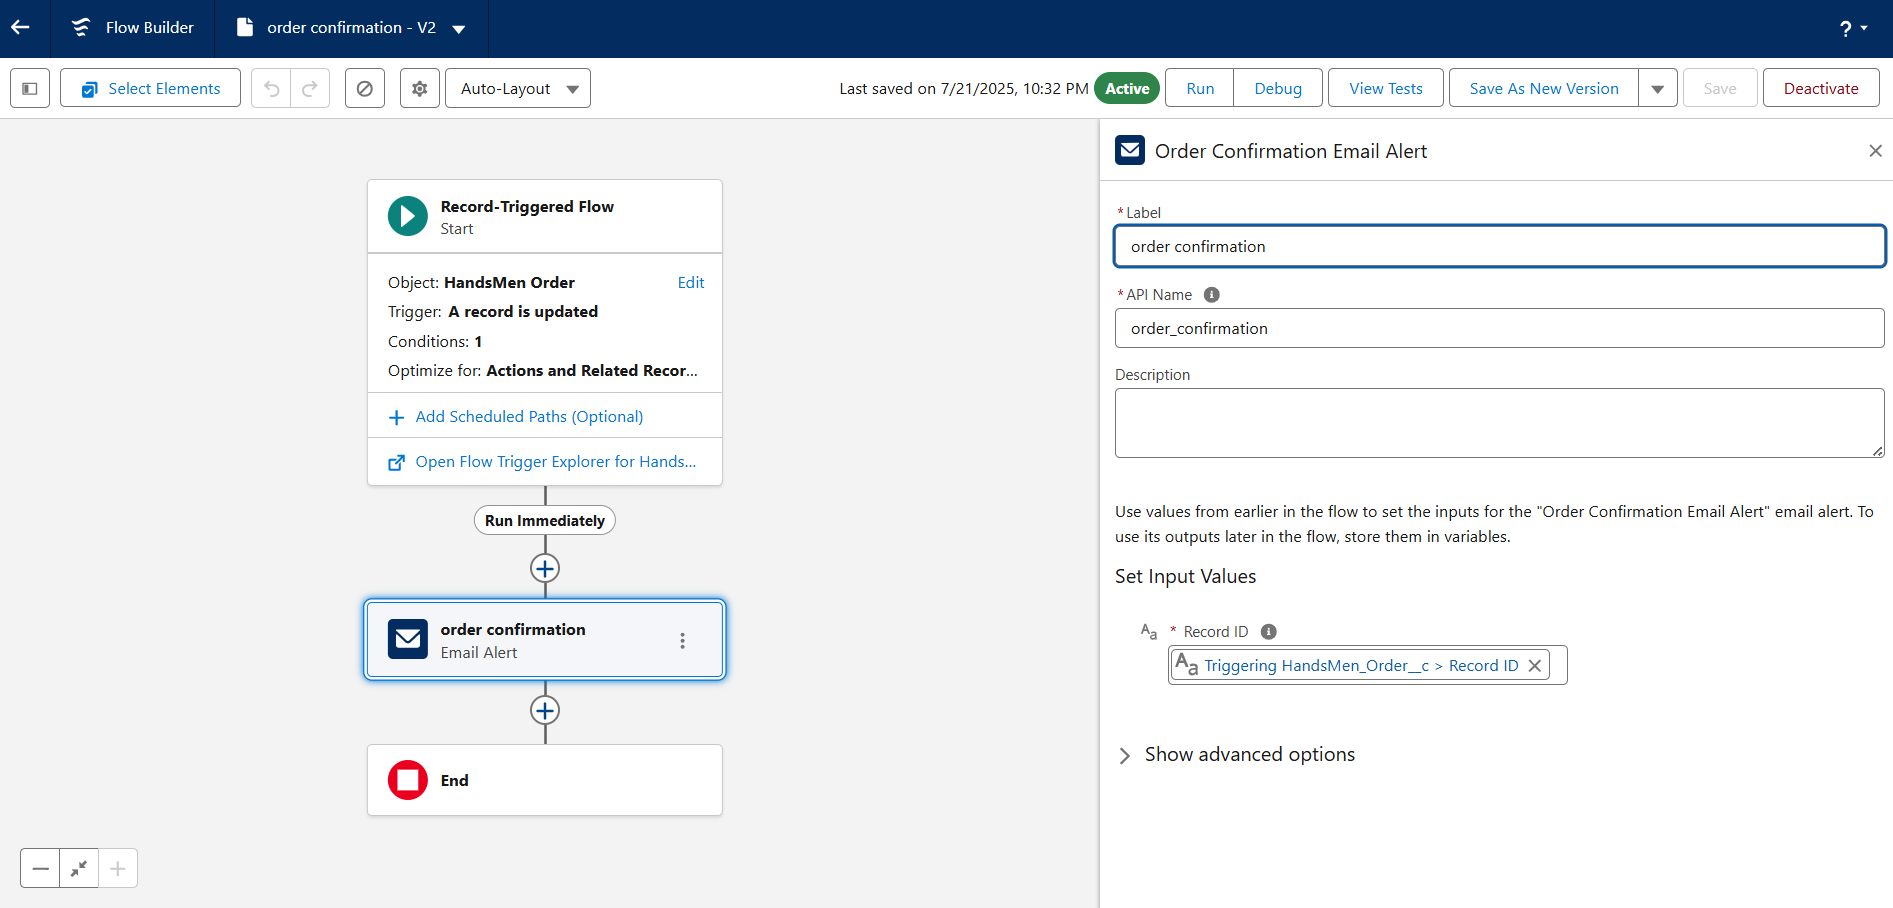 Flow Builder
order confirmation - V2
?
Select Elements
Auto-Layout
Last saved on 7/21/2025, 10:32 PM
Active
Run
Debug
View Tests
Save As New Version
Save
Deactivate
Record-Triggered Flow
Start
Object: HandsMen Order
Edit
Trigger: A record is updated
Conditions: 1
Optimize for: Actions and Related Recor...
Add Scheduled Paths (Optional)
Open Flow Trigger Explorer for Hands...
Run Immediately
order confirmation
Email Alert
End
Order Confirmation Email Alert
* Label
order confirmation
* API Name
order_confirmation
Description
Use values from earlier in the flow to set the inputs for the "Order Confirmation Email Alert" email alert. To
use its outputs later in the flow, store them in variables.
Set Input Values
Aa * Record ID
Aa Triggering HandsMen_Order__c > Record ID
Show advanced options